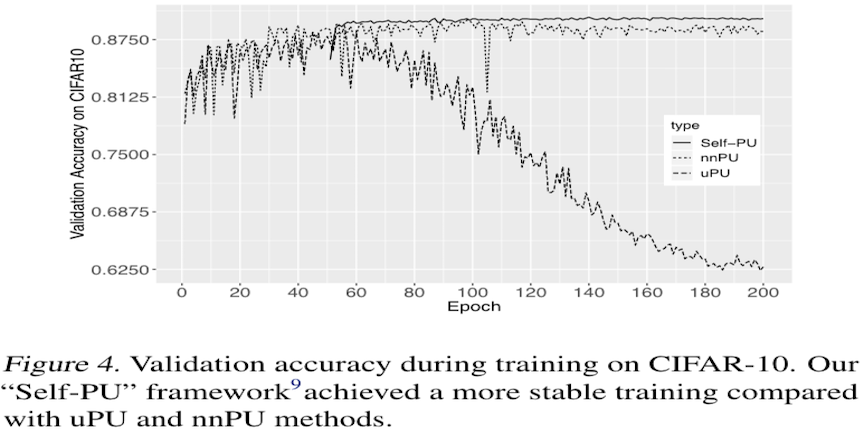 Validation Accuracy on CIFAR10
0.8750
0.8125
0.7500
0.6875
0.6250
type
Self-PU
nnPU
uPU
0 20 40 60 80 100 120 140 160 180 200
Epoch
Figure 4. Validation accuracy during training on CIFAR-10. Our
“Self-PU” framework9 achieved a more stable training compared
with uPU and nnPU methods.